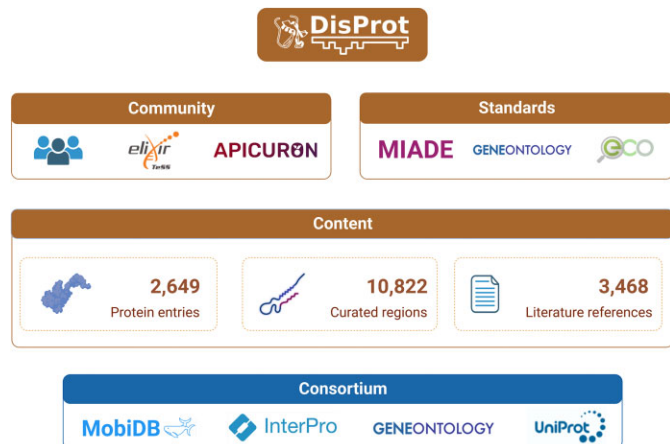 DisProt
Community
Standards
elixir
TeSS
APICURON
MIADE
GENEONTOLOGY
eco
Content
2,649
Protein entries
10,822
Curated regions
3,468
Literature references
Consortium
MobiDB
InterPro
GENEONTOLOGY
UniProt